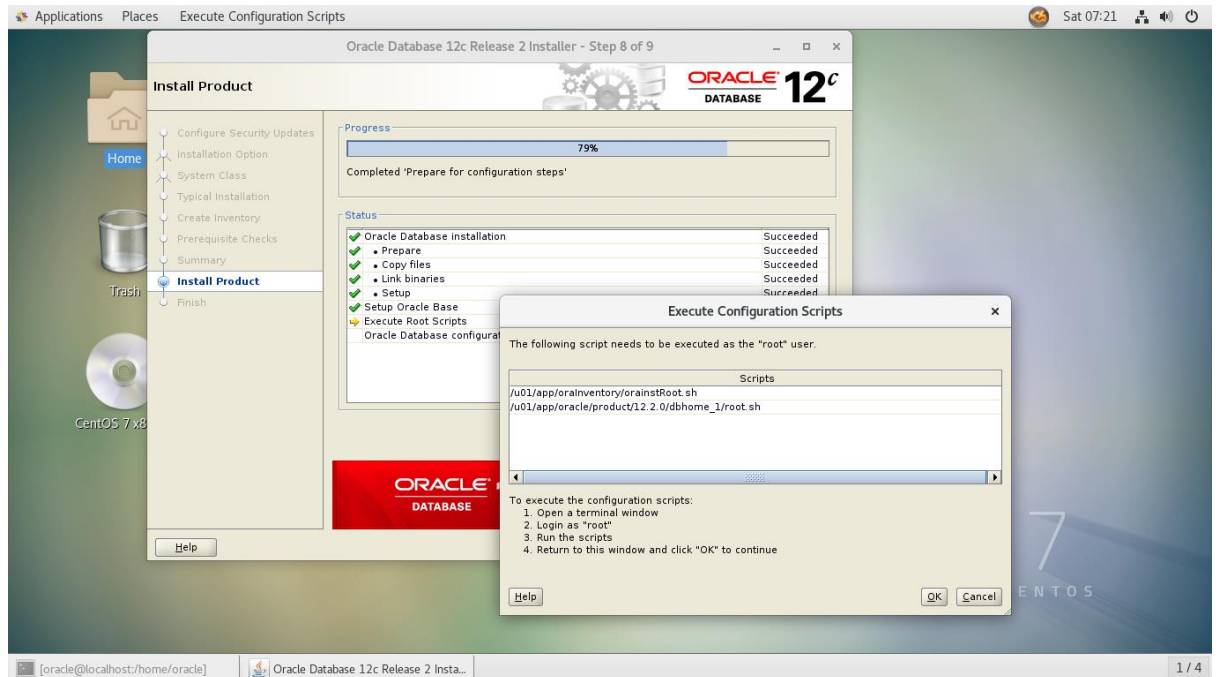 Applications Places Execute Configuration Scripts Sat 07:21
Oracle Database 12c Release 2 Installer - Step 8 of 9
Install Product
ORACLE DATABASE 12c
Home
Trash
CentOS 7 x8
Configure Security Updates
Installation Option
System Class
Typical Installation
Create Inventory
Prerequisite Checks
Summary
Install Product
Finish
Progress
79%
Completed 'Prepare for configuration steps'
Status
Oracle Database installation Succeeded
• Prepare Succeeded
• Copy files Succeeded
• Link binaries Succeeded
• Setup Succeeded
Setup Oracle Base
Execute Root Scripts
Oracle Database configurat
ORACLE
DATABASE
Help
Execute Configuration Scripts
The following script needs to be executed as the "root" user.
Scripts
/u01/app/oraInventory/orainstRoot.sh
/u01/app/oracle/product/12.2.0/dbhome_1/root.sh
To execute the configuration scripts:
1. Open a terminal window
2. Login as "root"
3. Run the scripts
4. Return to this window and click "OK" to continue
Help OK Cancel
7
ENTOS
[oracle@localhost:/home/oracle] Oracle Database 12c Release 2 Insta... 1 / 4